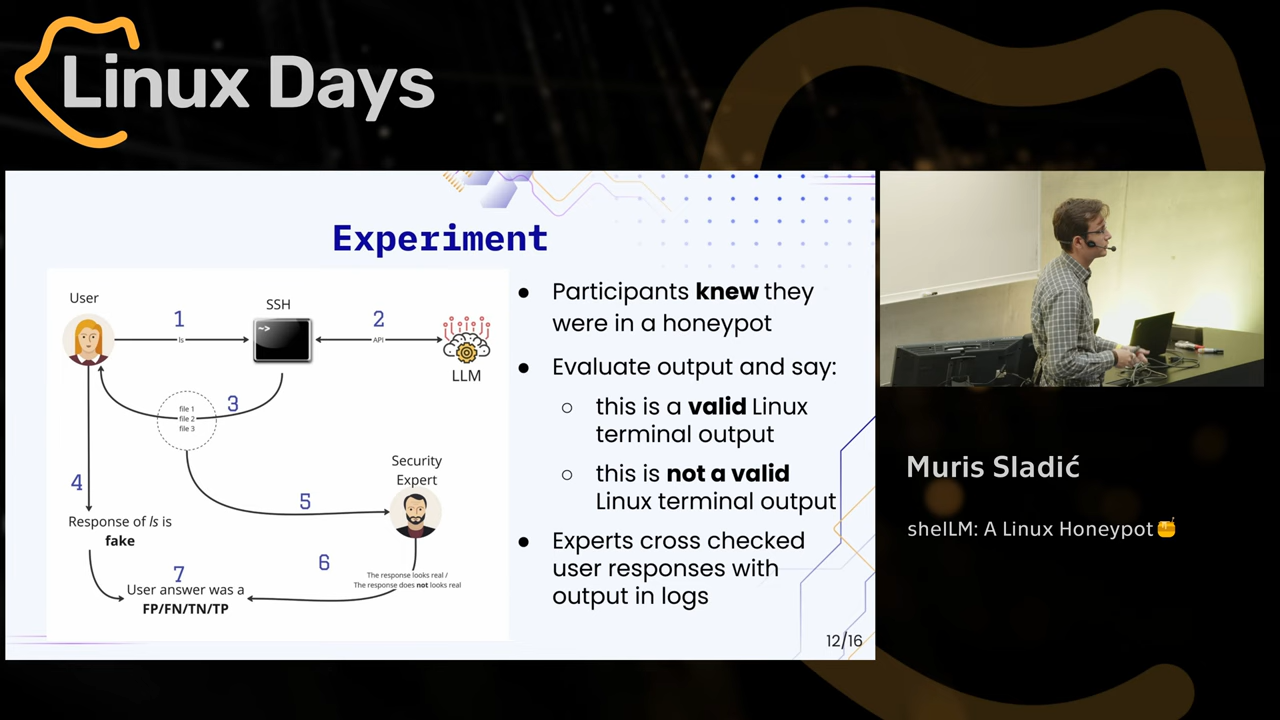 Linux Days
Experiment
User
SSH
1
2
ls
API
~>
LLM
3
file 1
file 2
file 3
4
5
Security
Expert
Response of ls is
fake
6
The response looks real /
The response does not looks real
7
User answer was a
FP/FN/TN/TP
● Participants knew they
were in a honeypot
● Evaluate output and say:
○ this is a valid Linux
terminal output
○ this is not a valid
Linux terminal output
● Experts cross checked
user responses with
output in logs
12/16
Muris Sladić
shelLM: A Linux Honeypot🍯